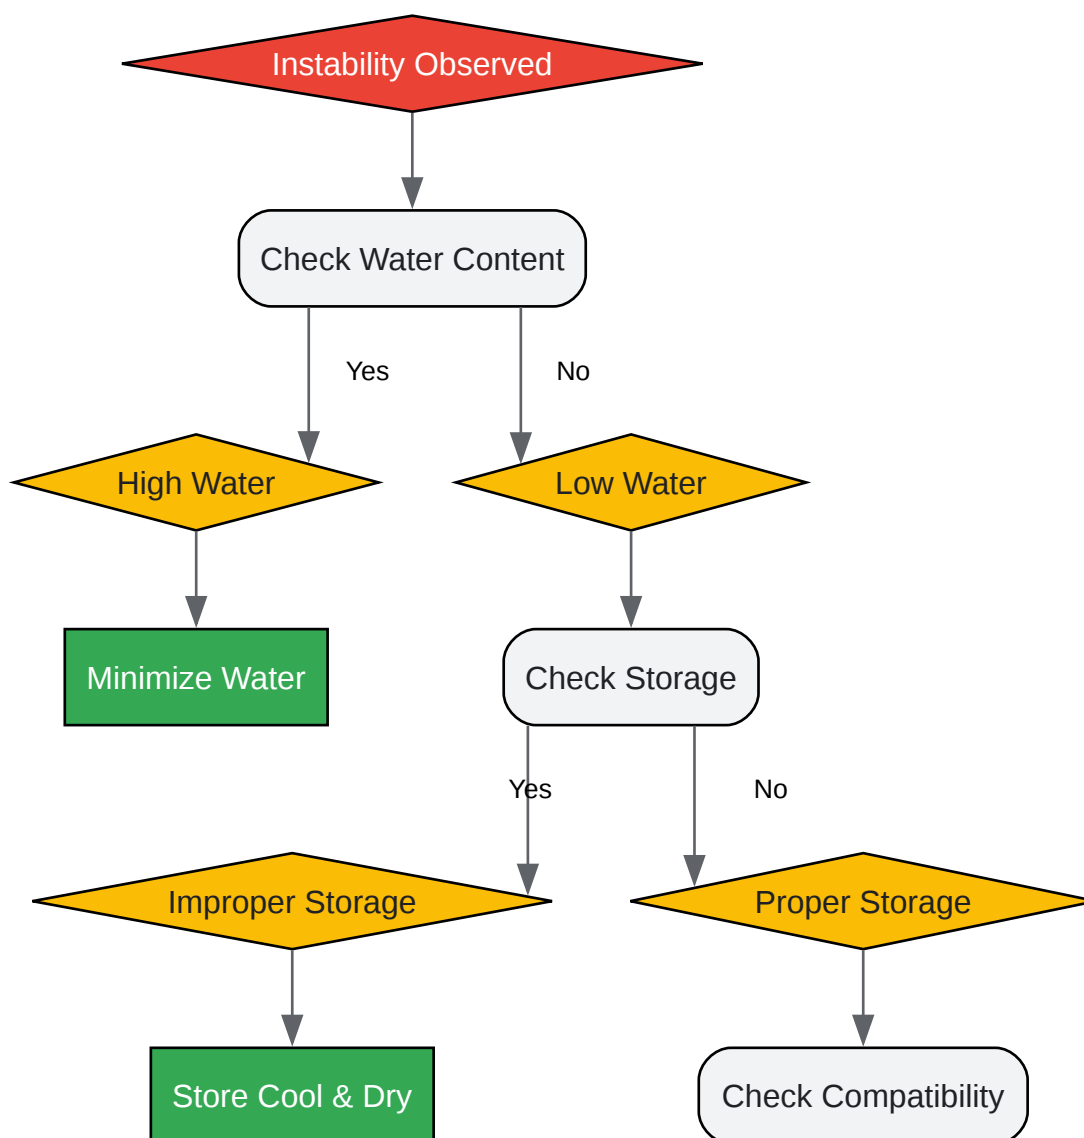 Instability Observed
Check Water Content
Yes
No
High Water
Low Water
Minimize Water
Check Storage
Yes
No
Improper Storage
Proper Storage
Store Cool & Dry
Check Compatibility